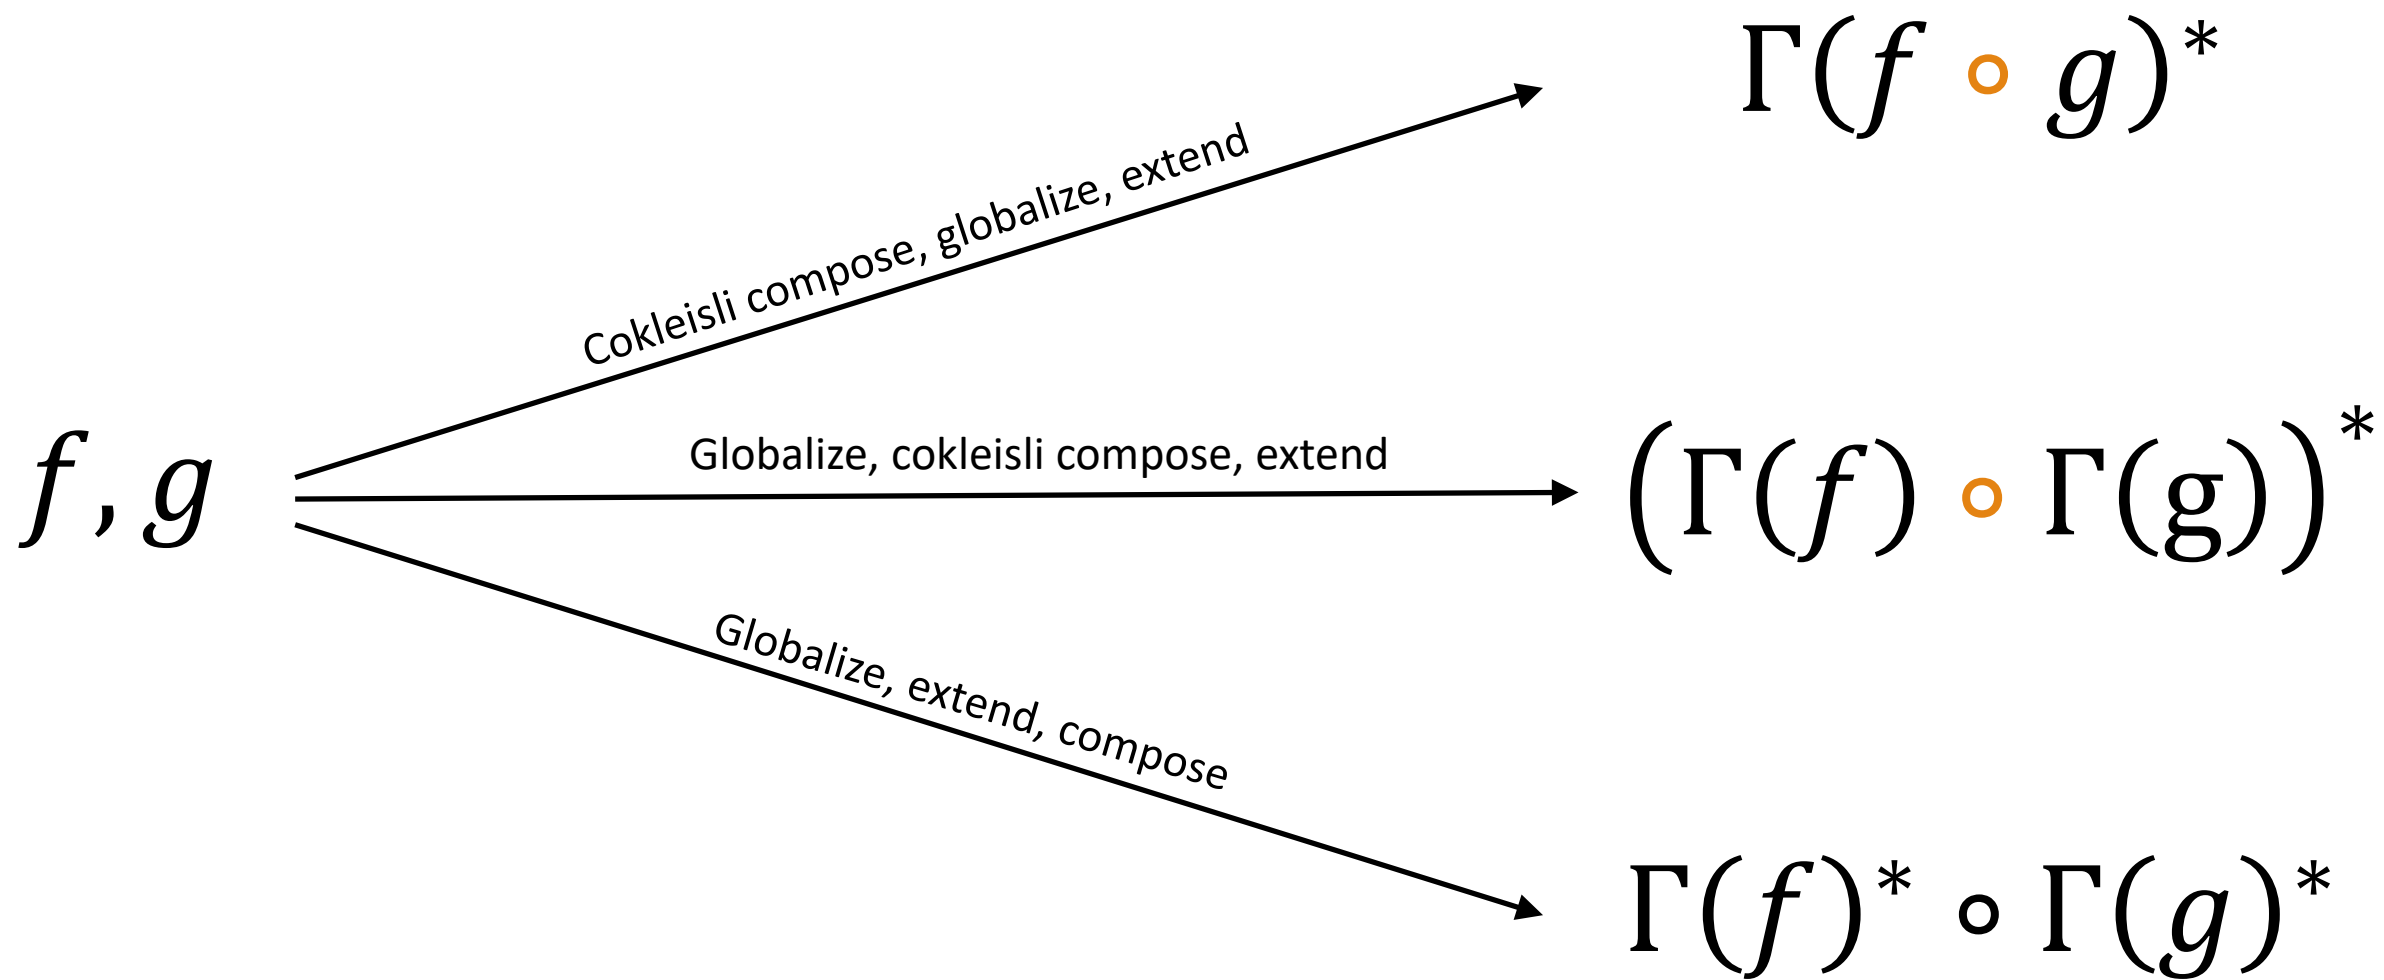 Γ(𝑓 ∘ 𝑔)*
Cokleisli compose, globalize, extend
𝑓, 𝑔
Globalize, cokleisli compose, extend
(Γ(𝑓) ∘ Γ(g))*
Globalize, extend, compose
Γ(𝑓)* ∘ Γ(𝑔)*